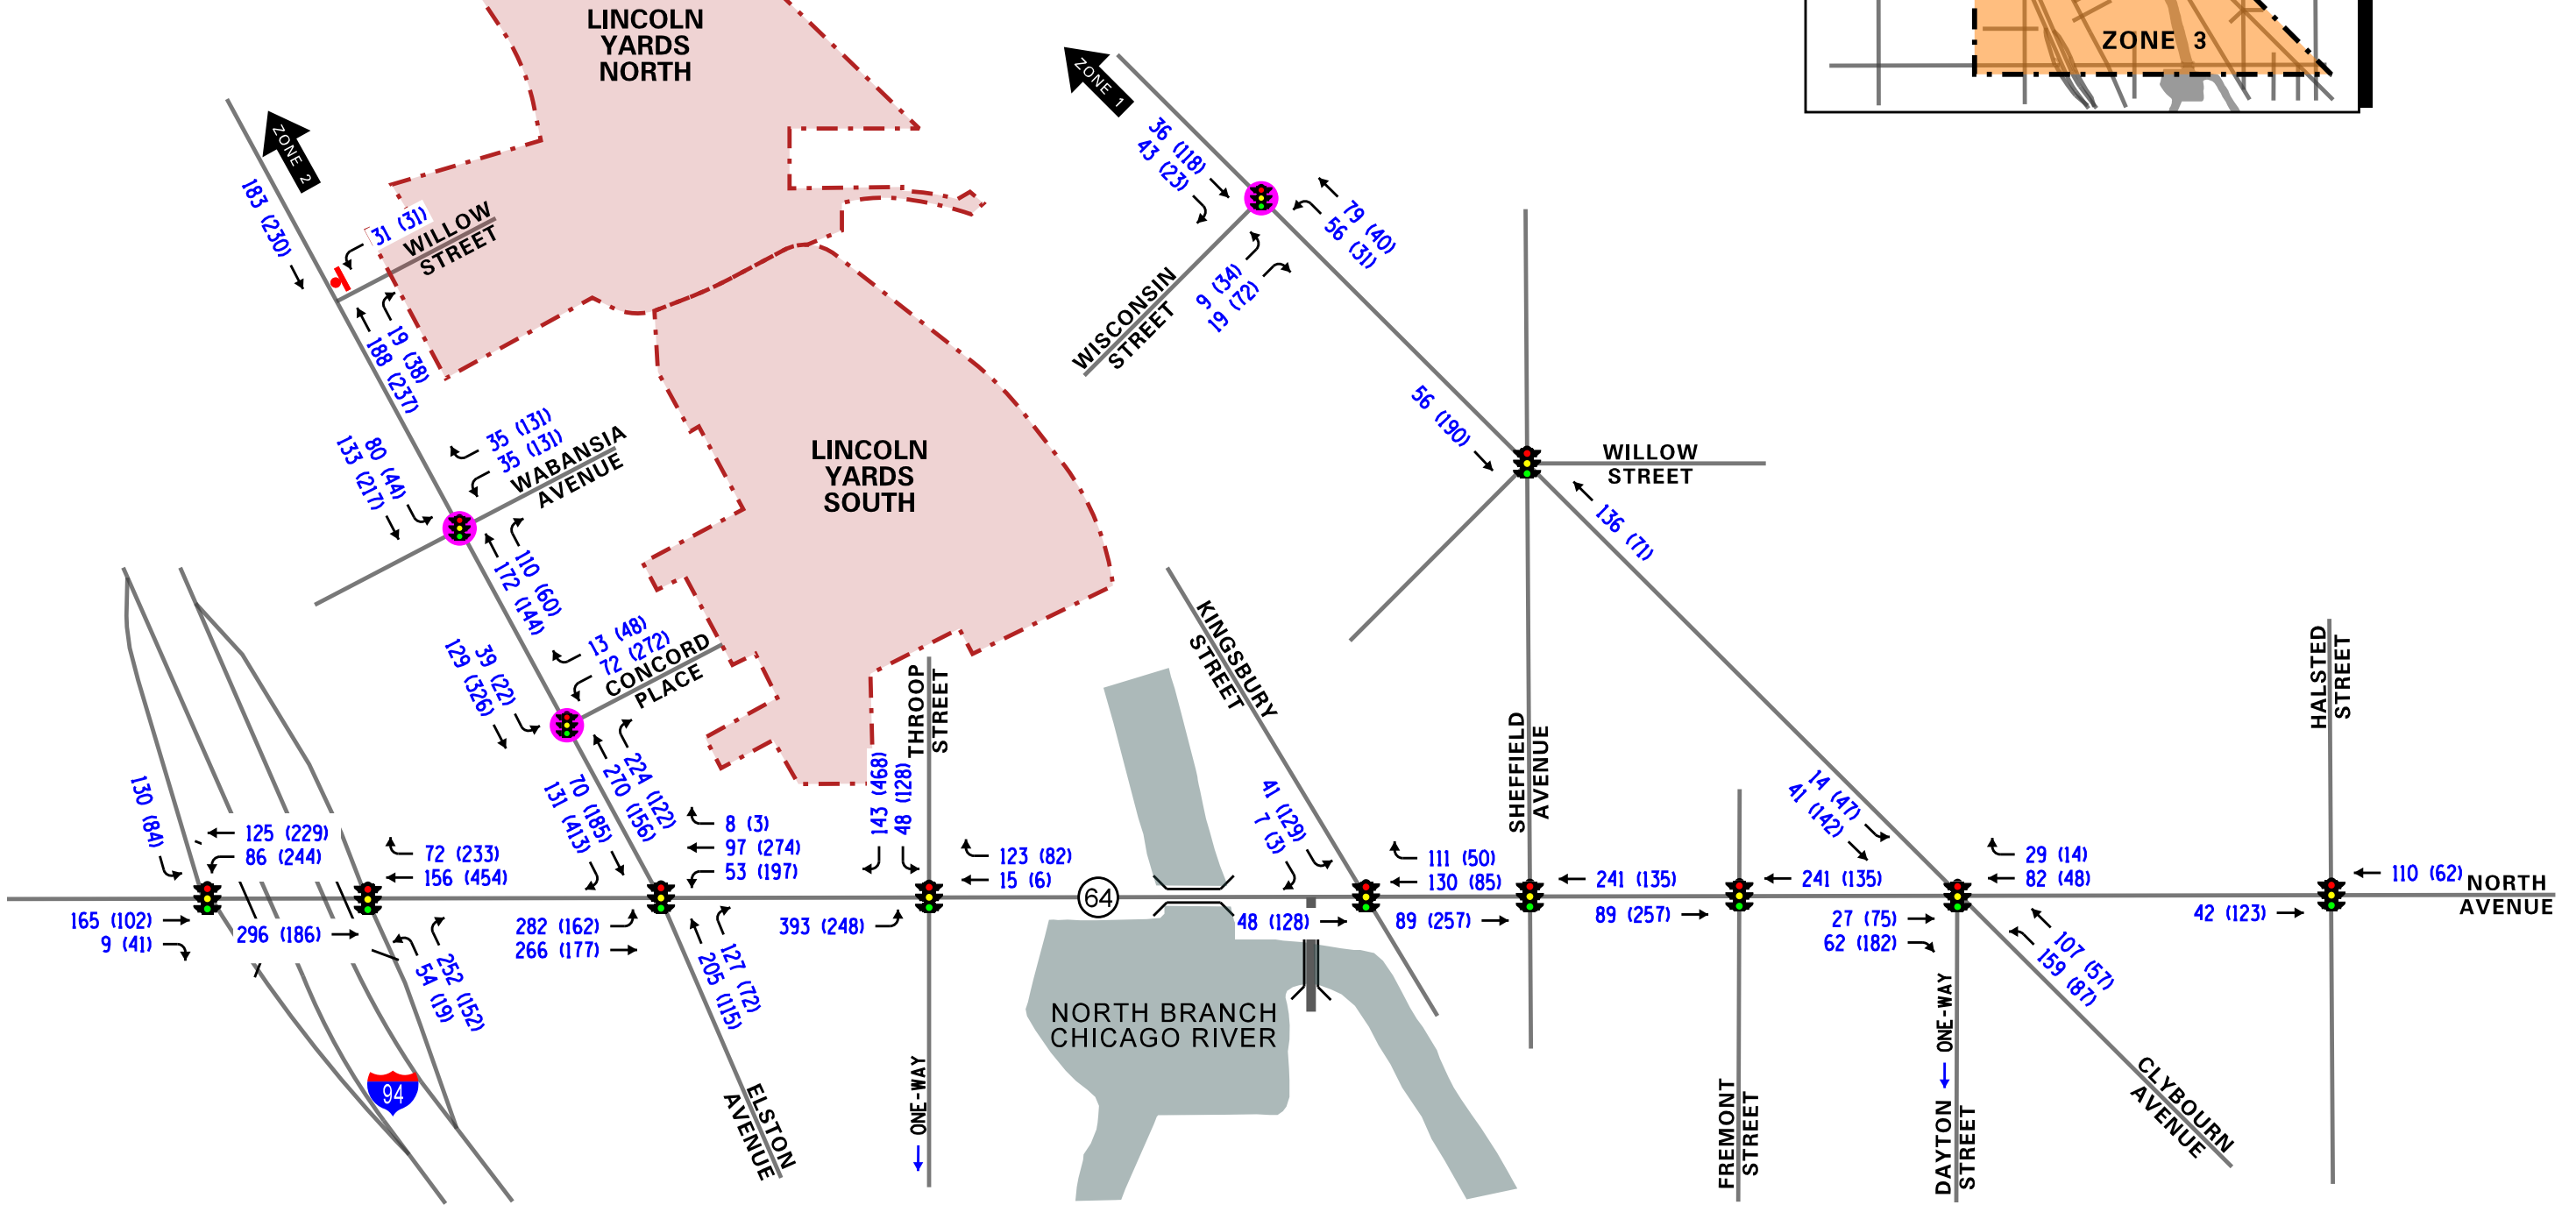 LINCOLN
YARDS
NORTH
ZONE 3
ZONE 1
ZONE 2
36 (118)
43 (23)
79 (40)
56 (31)
9 (34)
19 (72)
WISCONSIN
STREET
183 (230)
31 (31)
WILLOW
STREET
19 (38)
188 (237)
56 (190)
WILLOW
STREET
136 (71)
80 (44)
133 (217)
35 (131)
35 (131)
WABANSIA
AVENUE
110 (60)
172 (144)
LINCOLN
YARDS
SOUTH
39 (22)
129 (326)
13 (48)
72 (272)
CONCORD
PLACE
224 (122)
270 (156)
70 (185)
131 (413)
THROOP
STREET
143 (468)
48 (128)
KINGSBURY
STREET
41 (129)
7 (3)
SHEFFIELD
AVENUE
HALSTED
STREET
14 (47)
41 (142)
130 (84)
125 (229)
86 (244)
72 (233)
156 (454)
8 (3)
97 (274)
53 (197)
123 (82)
15 (6)
111 (50)
130 (85)
241 (135)
241 (135)
29 (14)
82 (48)
110 (62)
NORTH
AVENUE
64
165 (102)
9 (41)
296 (186)
252 (152)
54 (19)
282 (162)
266 (177)
127 (72)
205 (115)
393 (248)
48 (128)
89 (257)
89 (257)
27 (75)
62 (182)
107 (57)
159 (87)
42 (123)
NORTH BRANCH
CHICAGO RIVER
94
ELSTON
AVENUE
ONE-WAY
FREMONT
STREET
ONE-WAY
DAYTON
STREET
CLYBOURN
AVENUE